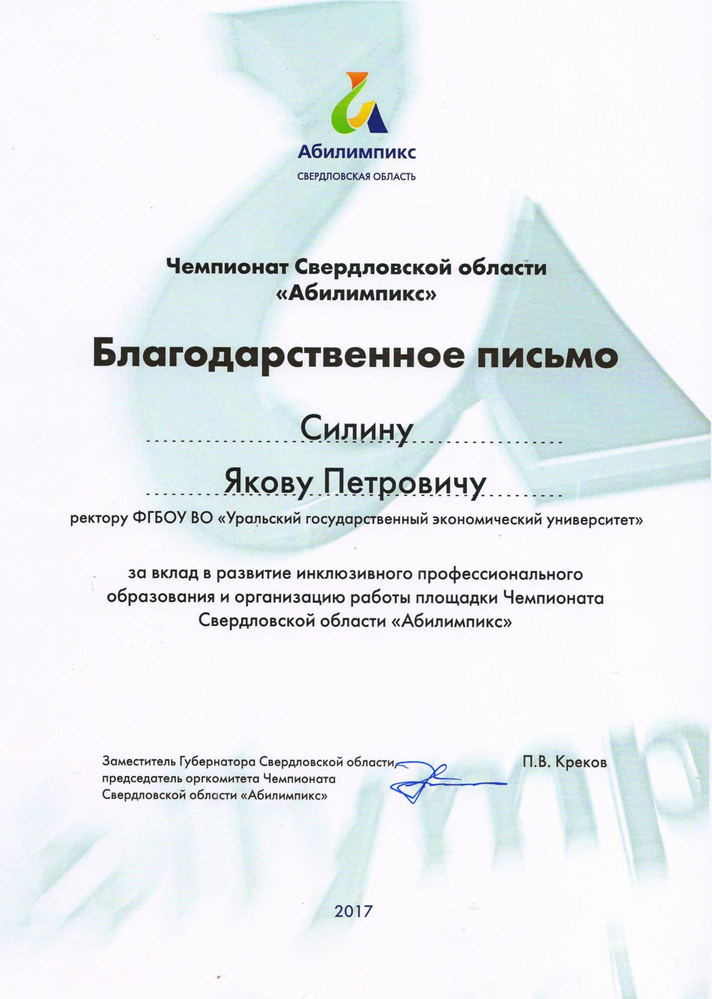 Абилимпикс
СВЕРДЛОВСКАЯ ОБЛАСТЬ
Чемпионат Свердловской области
«Абилимпикс»
Благодарственное письмо
Силину
Якову Петровичу
ректору ФГБОУ ВО «Уральский государственный экономический университет»
за вклад в развитие инклюзивного профессионального
образования и организацию работы площадки Чемпионата
Свердловской области «Абилимпикс»
Заместитель Губернатора Свердловской области,
председатель оргкомитета Чемпионата
Свердловской области «Абилимпикс»
П.В. Креков
2017